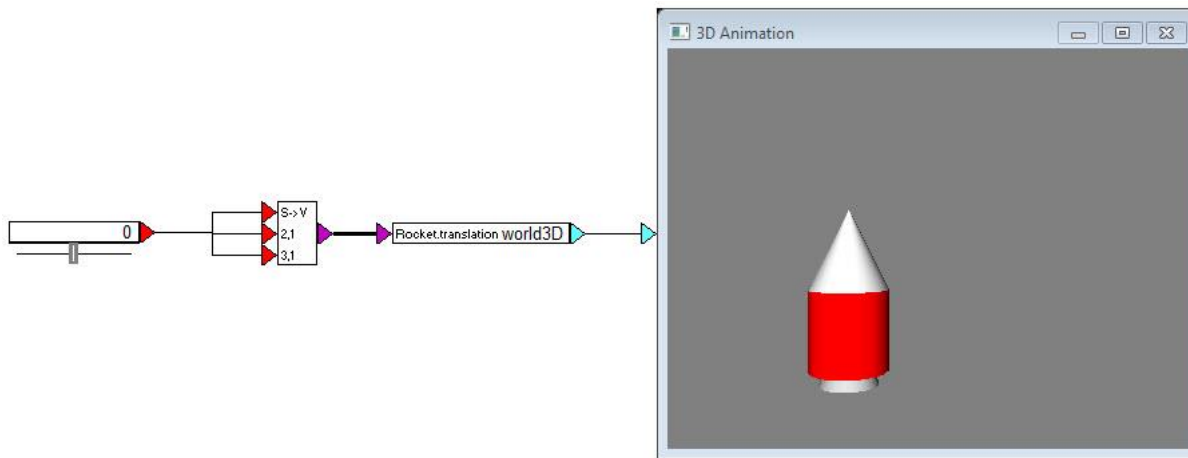 3D Animation
0
S->V
2,1
3,1
Rocket.translation world3D